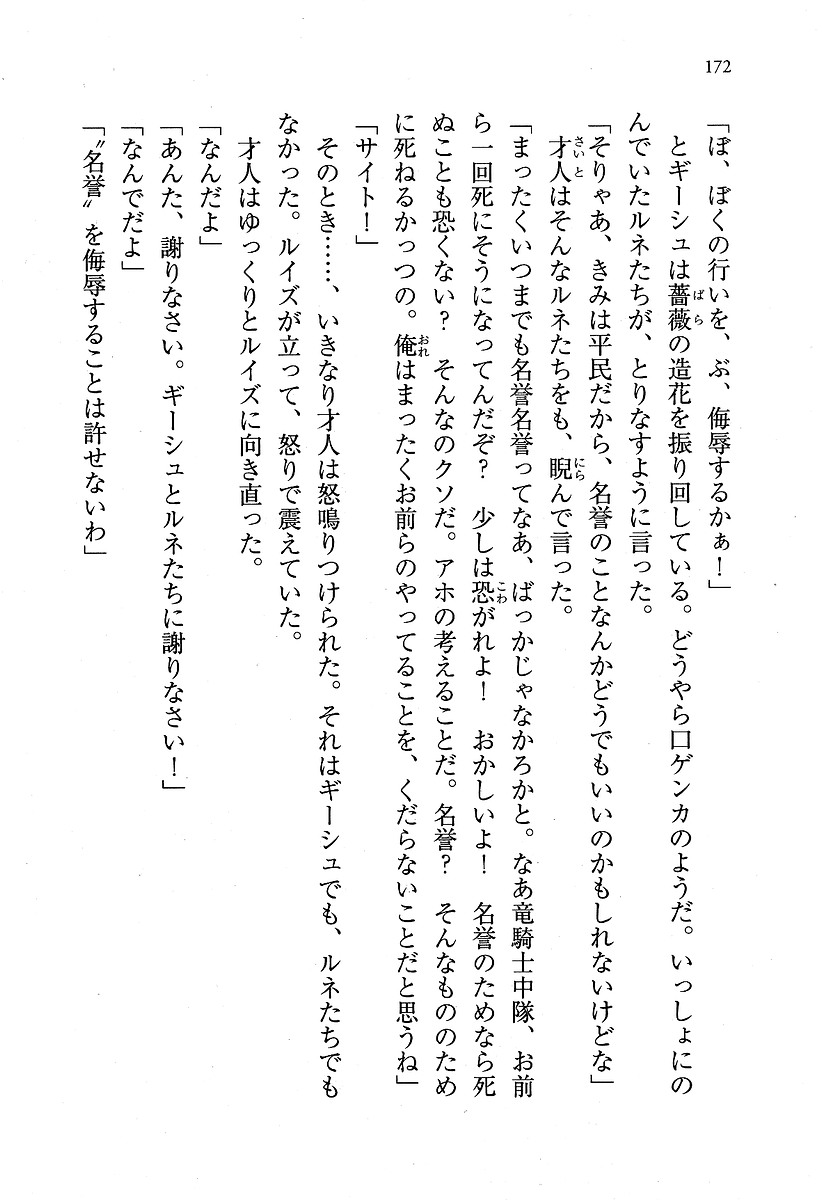 172
「ぼ、ぼくの行いを、ぶ、侮辱するかぁ！」
　とギーシュは薔薇の造花を振り回している。どうやら口ゲンカのようだ。いっしょにの
んでいたルネたちが、とりなすように言った。
「そりゃあ、きみは平民だから、名誉のことなんかどうでもいいのかもしれないけどな」
　才人はそんなルネたちをも、睨んで言った。
「まったくいつまでも名誉名誉ってなあ、ばっかじゃなかろかと。なあ竜騎士中隊、お前
ら一回死にそうになってんだぞ？　少しは恐がれよ！　おかしいよ！　名誉のためなら死
ぬことも恐くない？　そんなのクソだ。アホの考えることだ。名誉？　そんなもののため
に死ねるかっつの。俺はまったくお前らのやってることを、くだらないことだと思うね」
「サイト！」
　そのとき……、いきなり才人は怒鳴りつけられた。それはギーシュでも、ルネたちでも
なかった。ルイズが立って、怒りで震えていた。
　才人はゆっくりとルイズに向き直った。
「なんだよ」
「あんた、謝りなさい。ギーシュとルネたちに謝りなさい！」
「なんでだよ」
「〝名誉〟を侮辱することは許せないわ」